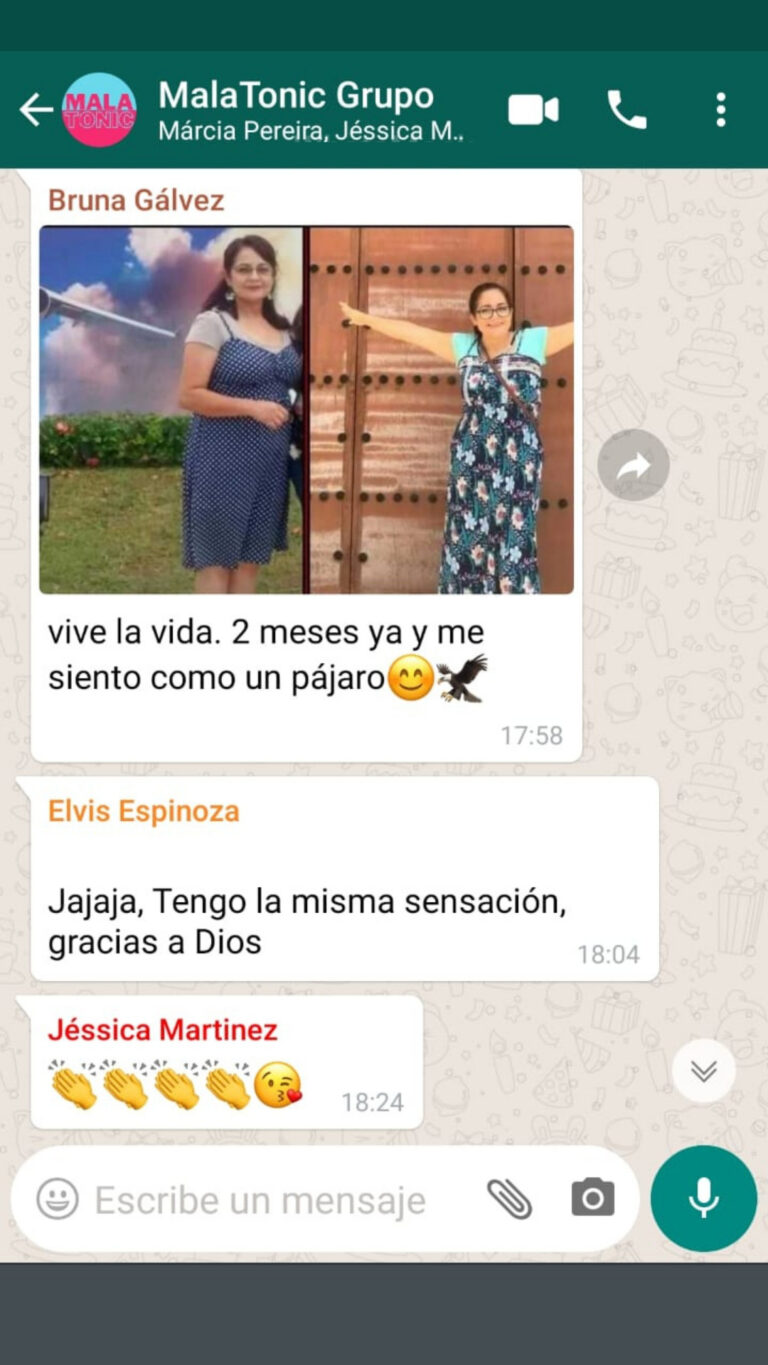 MalaTonic Grupo
MALA
TONIC
Márcia Pereira, Jéssica M..
Bruna Gálvez
vive la vida. 2 meses ya y me
siento como un pájaro😊🦅
17:58
Elvis Espinoza
Jajaja, Tengo la misma sensación,
gracias a Dios
18:04
Jéssica Martinez
👏👏👏👏😘
18:24
Escribe un mensaje